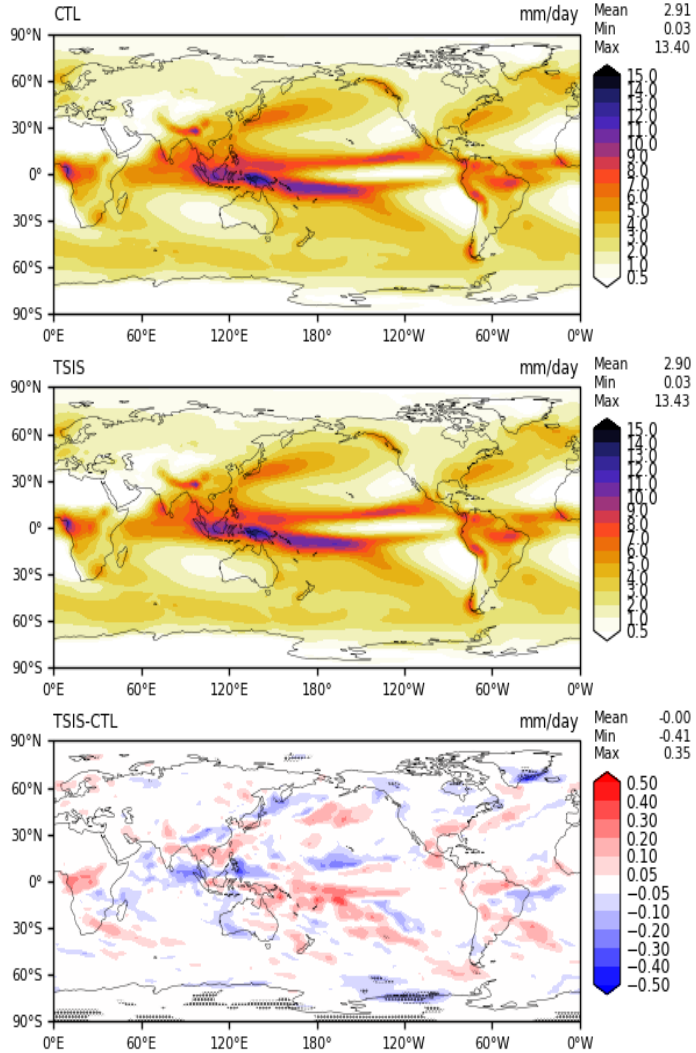 CTL mm/day
Mean 2.91
Min 0.03
Max 13.40
90°N
60°N
30°N
0°
30°S
60°S
90°S
0°E 60°E 120°E 180° 120°W 60°W 0°W
15.0
14.0
13.0
12.0
11.0
10.0
9.0
8.0
7.0
6.0
5.0
4.0
3.0
2.0
1.0
0.5
TSIS mm/day
Mean 2.90
Min 0.03
Max 13.43
90°N
60°N
30°N
0°
30°S
60°S
90°S
0°E 60°E 120°E 180° 120°W 60°W 0°W
15.0
14.0
13.0
12.0
11.0
10.0
9.0
8.0
7.0
6.0
5.0
4.0
3.0
2.0
1.0
0.5
TSIS-CTL mm/day
Mean -0.00
Min -0.41
Max 0.35
90°N
60°N
30°N
0°
30°S
60°S
90°S
0°E 60°E 120°E 180° 120°W 60°W 0°W
0.50
0.40
0.30
0.20
0.10
0.05
−0.05
−0.10
−0.20
−0.30
−0.40
−0.50